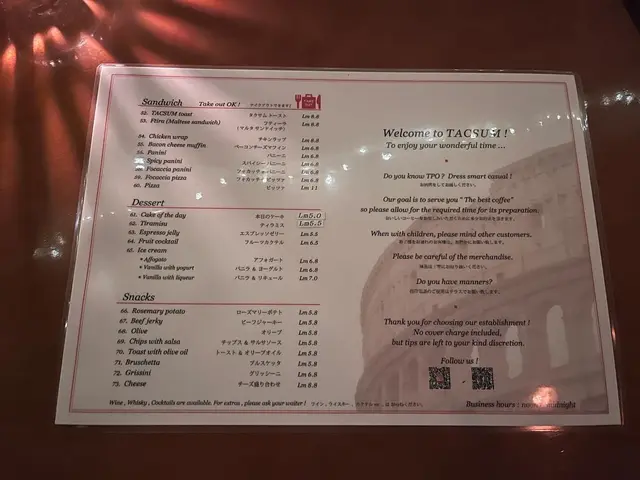 Sandwich Take out OK !
52. TACSUM toast タクサムトースト Lm 6.8
53. Ftira (Maltese sandwich) フティーラ Lm 6.8
(マルタ サンドイッチ)
54. Chicken wrap チキンラップ Lm 6.8
55. Bacon cheese muffin ベーコンチーズマフィン Lm 6.8
56. Panini パニーニ Lm 6.8
Spicy panini スパイシー パニーニ Lm 6.8
Focaccia panini フォカッチャ パニーニ Lm 6.8
Focaccia pizza フォカッチャ ピッツァ Lm 6.8
60. Pizza ピッツァ Lm 11
Dessert
61. Cake of the day 本日のケーキ Lm5.0
62. Tiramisu ティラミス Lm5.5
63. Espresso jelly エスプレッソゼリー Lm 5.5
64. Fruit cocktail フルーツカクテル Lm 6.5
65. Ice cream
* Affogato アフォガート Lm 6.8
* Vanilla with yogurt バニラ & ヨーグルト Lm 6.8
* Vanilla with liqueur バニラ & リキュール Lm 7.0
Snacks
66. Rosemary potato ローズマリーポテト Lm 5.8
67. Beef jerky ビーフジャーキー Lm 5.8
68. Olive オリーブ Lm 5.8
69. Chips with salsa チップス & サルサソース Lm 5.8
70. Toast with olive oil トースト & オリーブオイル Lm 5.8
71. Bruschetta ブルスケッタ Lm 5.8
72. Grissini グリッシーニ Lm 6.8
73. Cheese チーズ盛り合わせ Lm 8.8
Wine , Whisky , Cocktails are available. For extras , please ask your waiter !
Welcome to TACSUM !
To enjoy your wonderful time ...
Do you know TPO ? Dress smart casual !
Our goal is to serve you " The best coffee"
so please allow for the required time for its preparation.
When with children, please mind other customers.
Please be careful of the merchandise.
Do you have manners?
Thank you for choosing our establishment !
No cover charge included,
but tips are left to your kind discretion.
Follow us !
Business hours : midnight